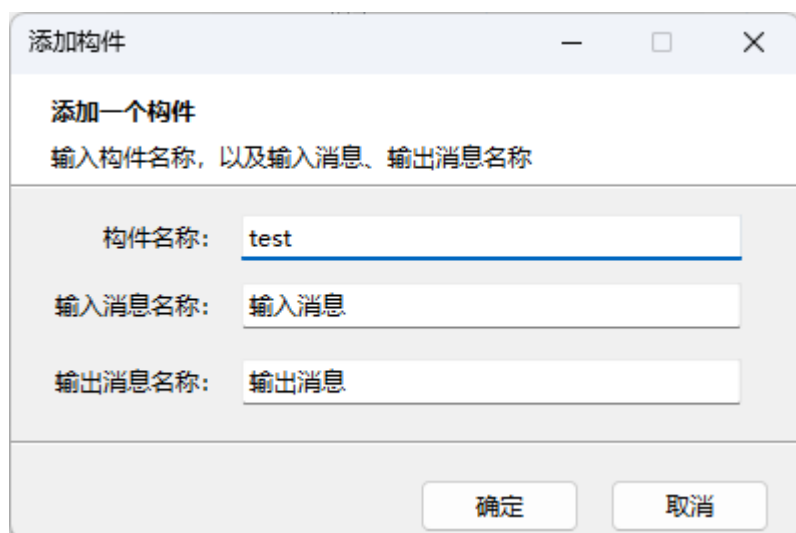 添加构件
添加一个构件
输入构件名称，以及输入消息、输出消息名称
构件名称： test
输入消息名称： 输入消息
输出消息名称： 输出消息
确定 取消